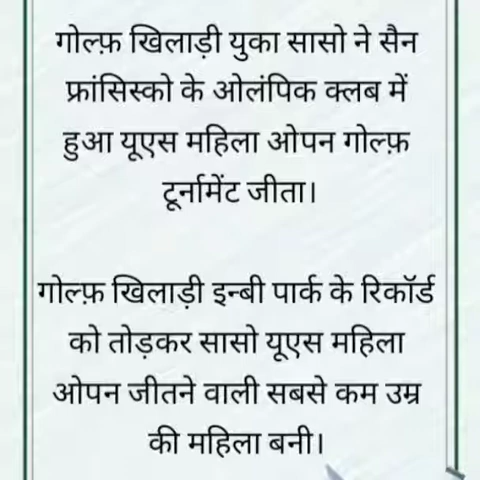 गोल्फ़ खिलाड़ी युका सासो ने सैन
फ्रांसिस्को के ओलंपिक क्लब में
हुआ यूएस महिला ओपन गोल्फ़
टूर्नामेंट जीता।
गोल्फ़ खिलाड़ी इन्बी पार्क के रिकॉर्ड
को तोड़कर सासो यूएस महिला
ओपन जीतने वाली सबसे कम उम्र
की महिला बनी।